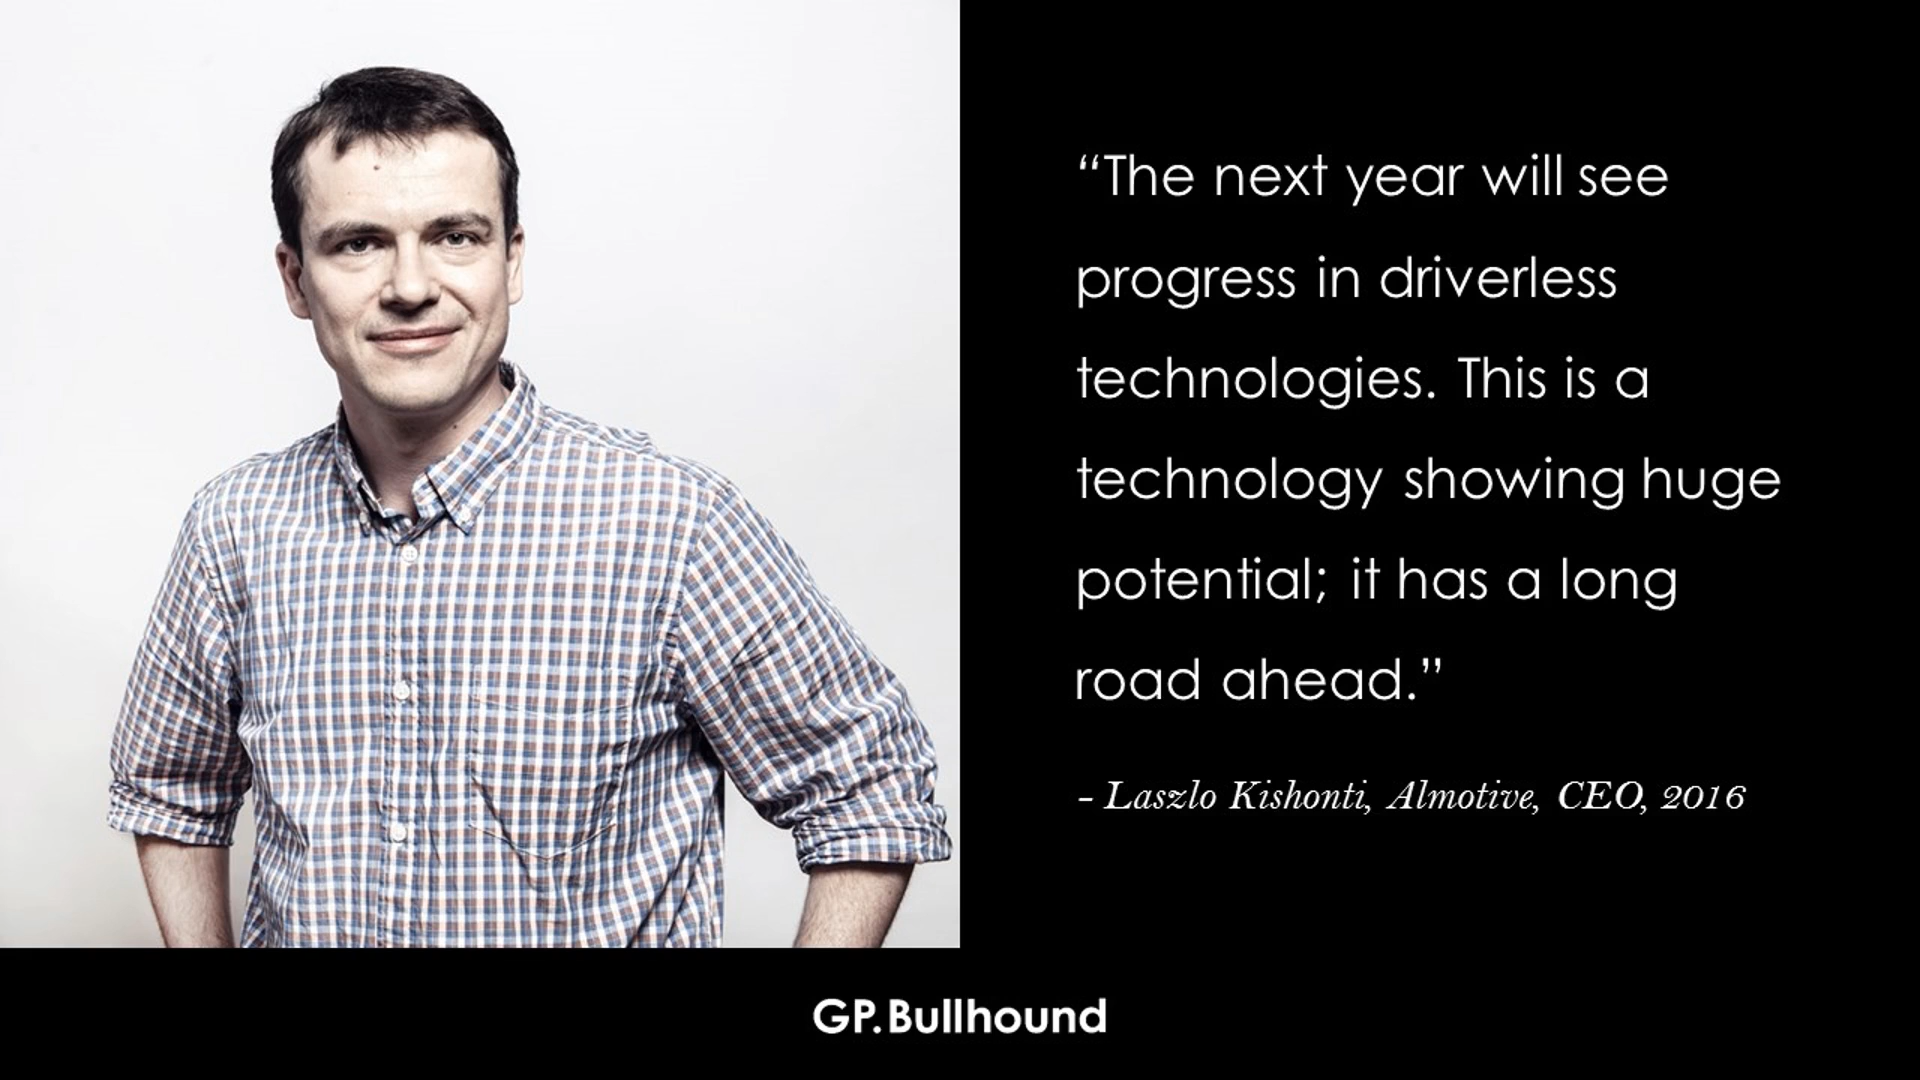 “The next year will see
progress in driverless
technologies. This is a
technology showing huge
potential; it has a long
road ahead.”
- Laszlo Kishonti, Almotive, CEO, 2016
GP.Bullhound